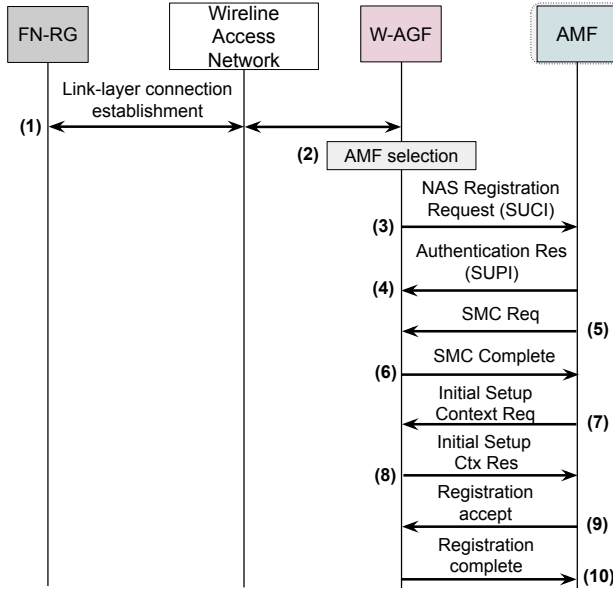 FN-RG
Wireline
Access
Network
W-AGF
AMF
Link-layer connection
establishment
(1)
(2)
AMF selection
NAS Registration
Request (SUCI)
(3)
Authentication Res
(SUPI)
(4)
SMC Req
(5)
SMC Complete
(6)
Initial Setup
Context Req
(7)
Initial Setup
Ctx Res
(8)
Registration
accept
(9)
Registration
complete
(10)